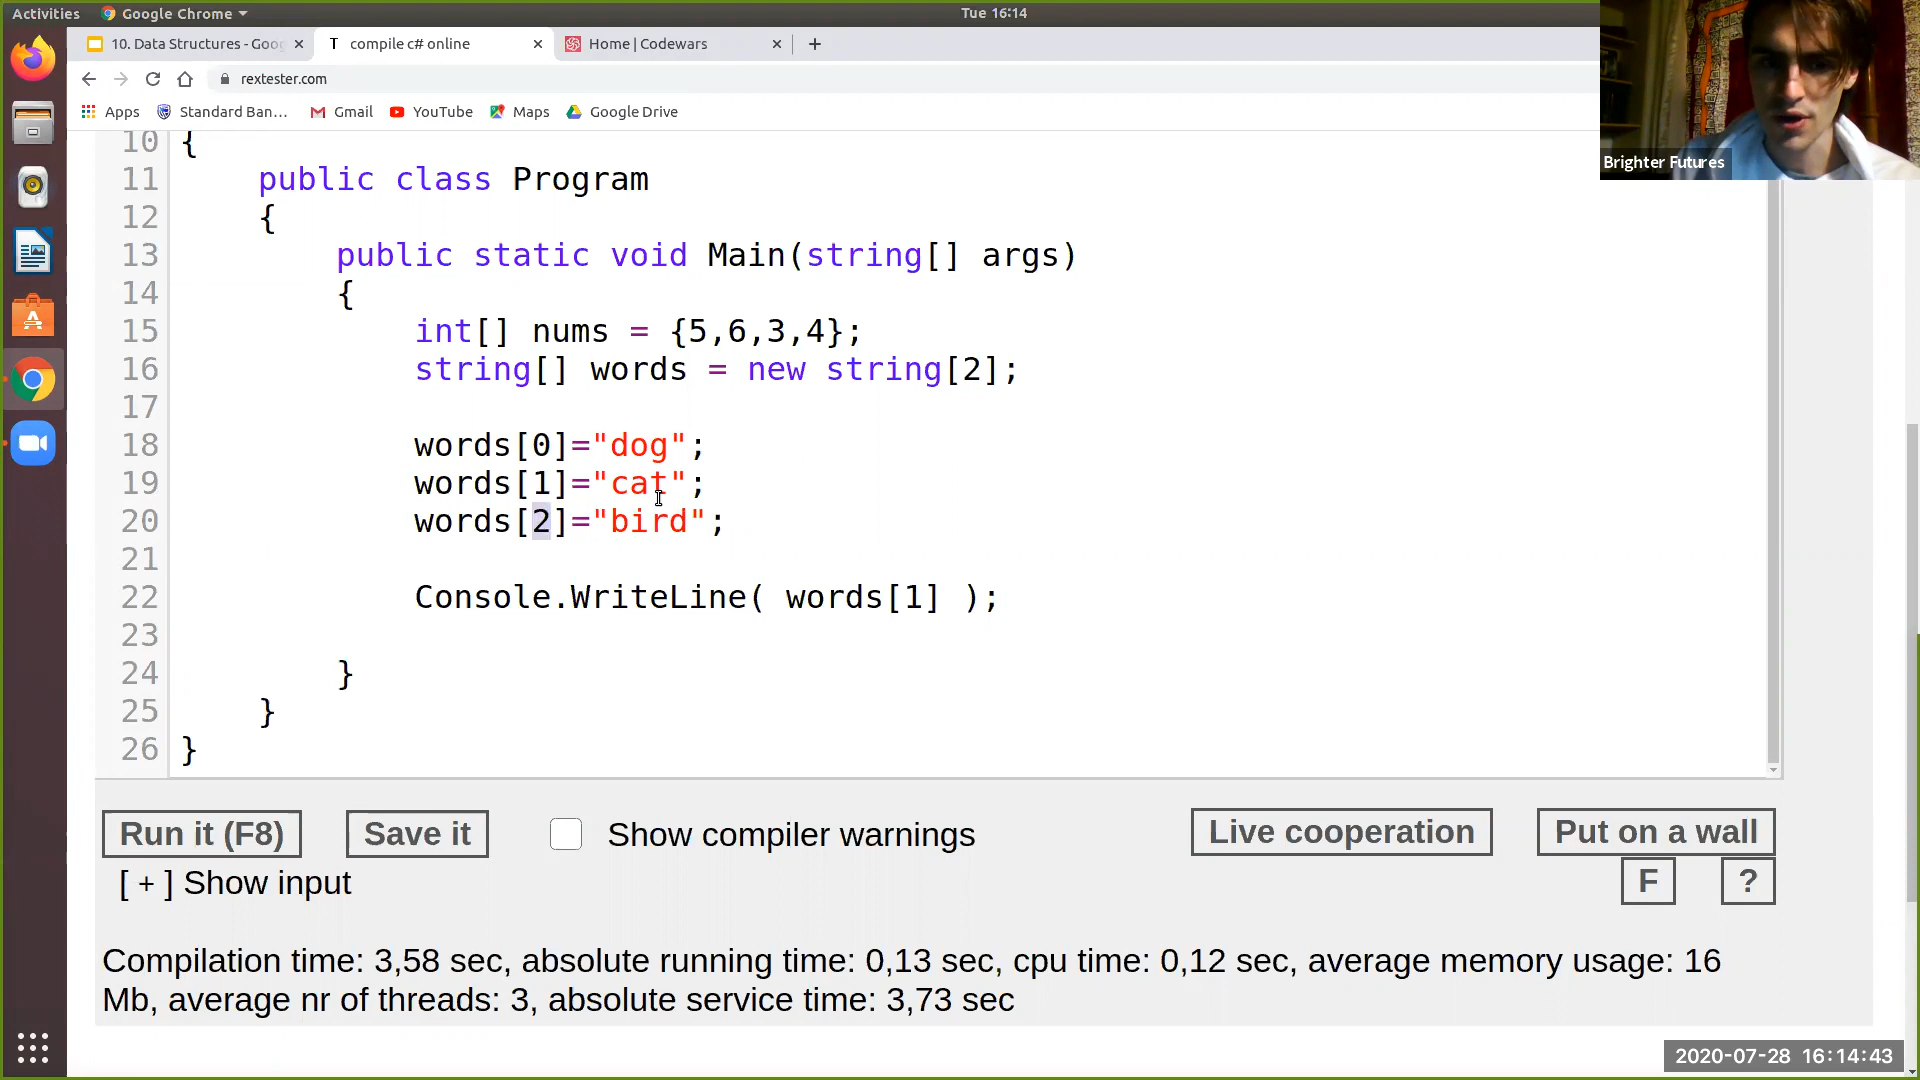 Activities Google Chrome Tue 16:14
10. Data Structures - Goog compile c# online Home | Codewars
rextester.com
Apps Standard Ban... Gmail YouTube Maps Google Drive
Brighter Futures
10 {
11 public class Program
12 {
13 public static void Main(string[] args)
14 {
15 int[] nums = {5,6,3,4};
16 string[] words = new string[2];
17
18 words[0]="dog";
19 words[1]="cat";
20 words[2]="bird";
21
22 Console.WriteLine( words[1] );
23
24 }
25 }
26 }
Run it (F8) Save it Show compiler warnings Live cooperation Put on a wall
[ + ] Show input F ?
Compilation time: 3,58 sec, absolute running time: 0,13 sec, cpu time: 0,12 sec, average memory usage: 16
Mb, average nr of threads: 3, absolute service time: 3,73 sec
2020-07-28 16:14:43